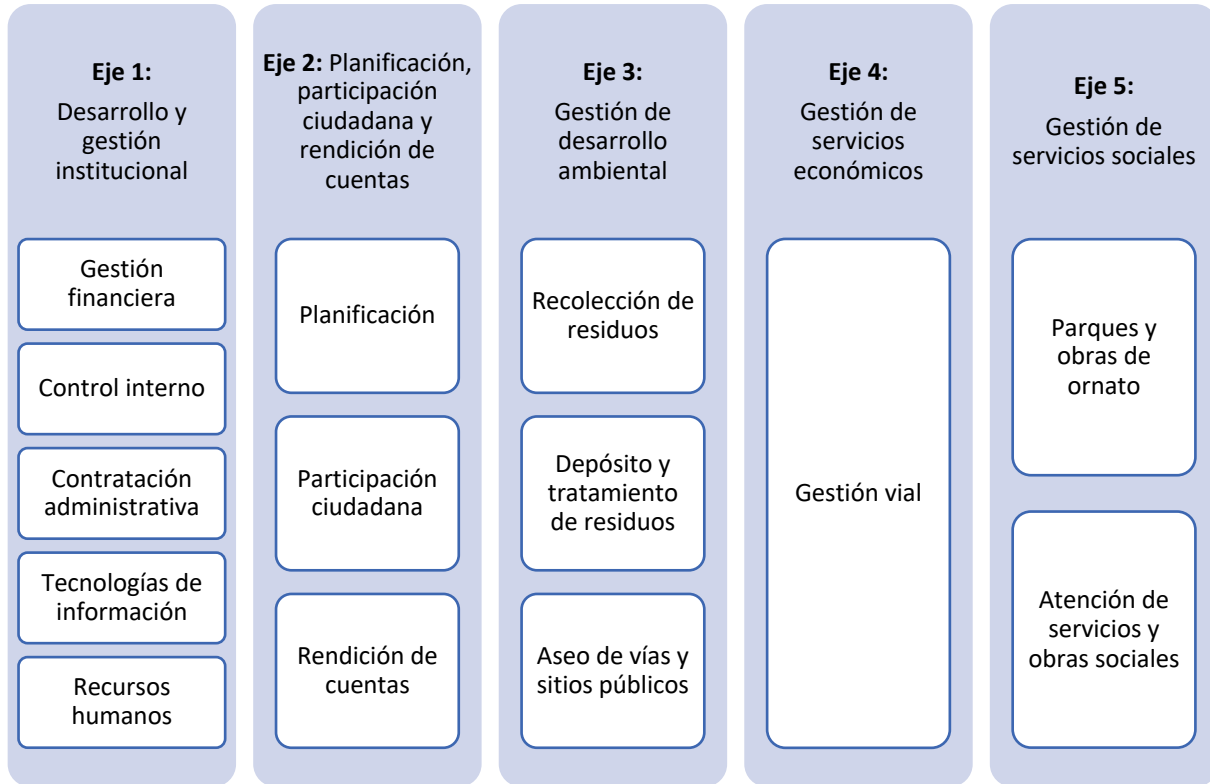 Eje 1:
Desarrollo y
gestión
institucional
Gestión
financiera
Control interno
Contratación
administrativa
Tecnologías de
información
Recursos
humanos
Eje 2: Planificación,
participación
ciudadana y
rendición de
cuentas
Planificación
Participación
ciudadana
Rendición de
cuentas
Eje 3:
Gestión de
desarrollo
ambiental
Recolección de
residuos
Depósito y
tratamiento
de residuos
Aseo de vías y
sitios públicos
Eje 4:
Gestión de
servicios
económicos
Gestión vial
Eje 5:
Gestión de
servicios sociales
Parques y
obras de
ornato
Atención de
servicios y
obras sociales